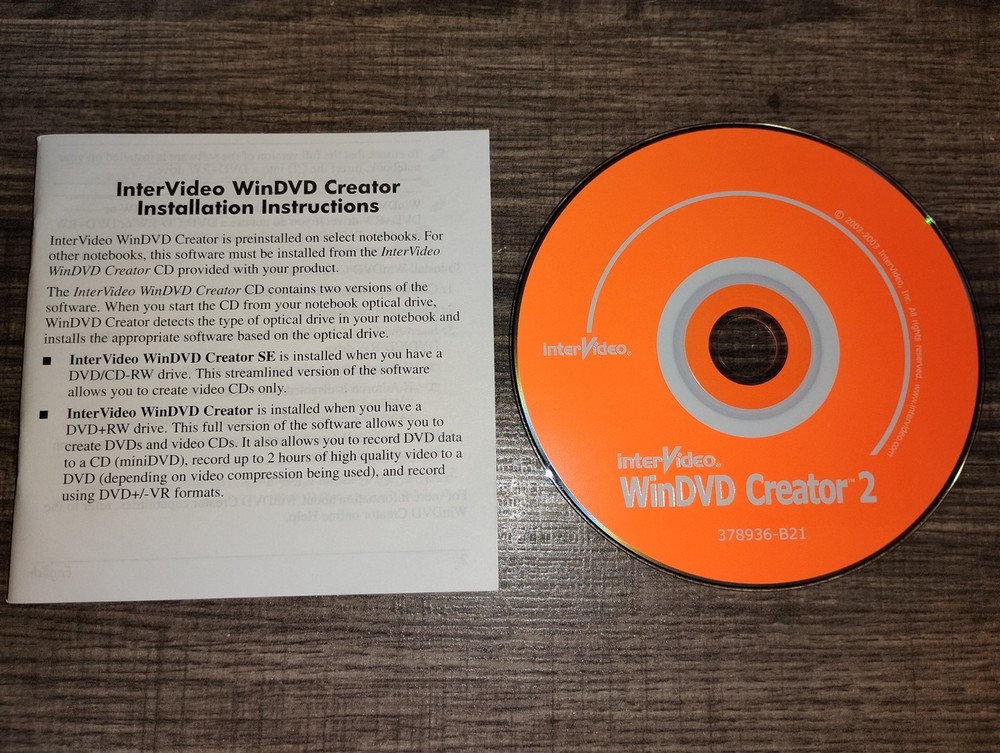 InterVideo WinDVD Creator
Installation Instructions
InterVideo WinDVD Creator is preinstalled on select notebooks. For
other notebooks, this software must be installed from the InterVideo
WinDVD Creator CD provided with your product.
The InterVideo WinDVD Creator CD contains two versions of the
software. When you start the CD from your notebook optical drive,
WinDVD Creator detects the type of optical drive in your notebook and
installs the appropriate software based on the optical drive.
■ InterVideo WinDVD Creator SE is installed when you have a
DVD/CD-RW drive. This streamlined version of the software
allows you to create video CDs only.
■ InterVideo WinDVD Creator is installed when you have a
DVD+RW drive. This full version of the software allows you to
create DVDs and video CDs. It also allows you to record DVD data
to a CD (miniDVD), record up to 2 hours of high quality video to a
DVD (depending on video compression being used), and record
using DVD+/-VR formats.
© 2002-2003 InterVideo, Inc. All rights reserved. www.intervideo.com
InterVideo®
InterVideo®
WinDVD Creator™ 2
378936-B21